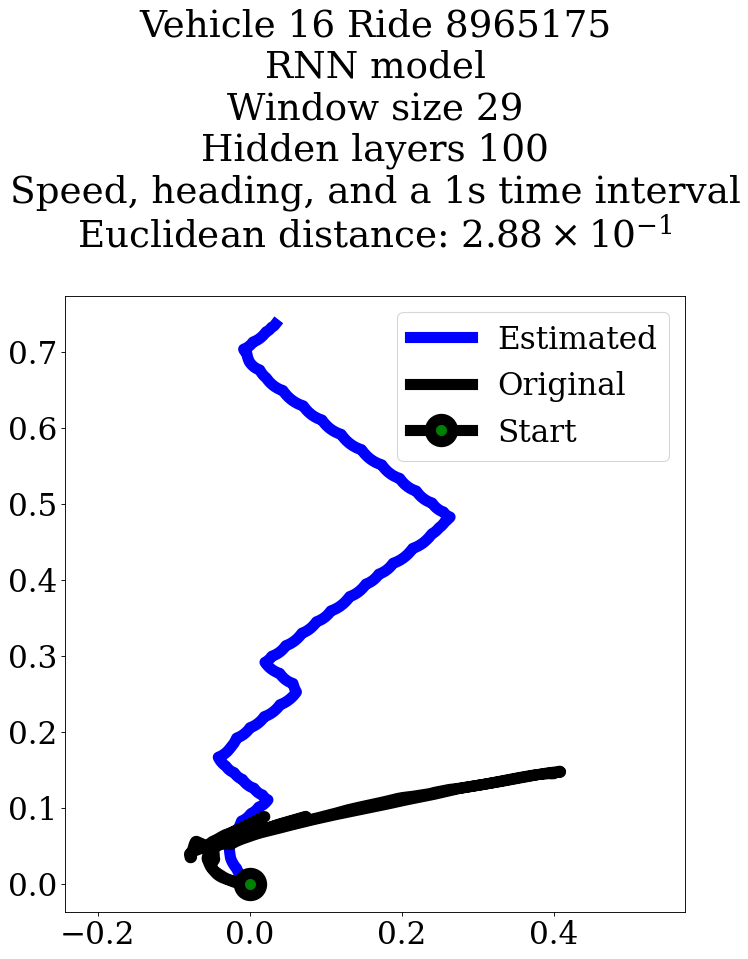 Vehicle 16 Ride 8965175
RNN model
Window size 29
Hidden layers 100
Speed, heading, and a 1s time interval
Euclidean distance: 2.88 × 10⁻¹
Estimated
Original
Start
0.7
0.6
0.5
0.4
0.3
0.2
0.1
0.0
−0.2 0.0 0.2 0.4